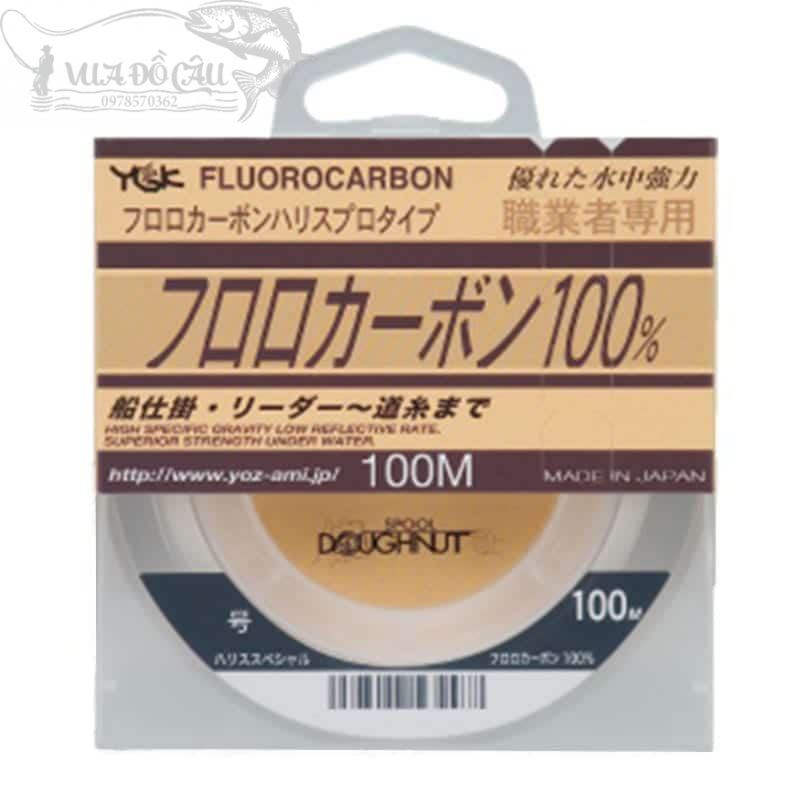 VUA ĐỒ CÂU
0978570362
YGK FLUOROCARBON 優れた水中強力
フロロカーボンハリスプロタイプ 職業者専用
フロロカーボン100%
船仕掛・リーダー～道糸まで
HIGH SPECIFIC GRAVITY LOW REFLECTIVE RATE.
SUPERIOR STRENGTH UNDER WATER.
http://www.yoz-ami.jp/ 100M MADE IN JAPAN
SPOOL
DOUGHNUT
号 100M
ハリススペシャル フロロカーボン 100%